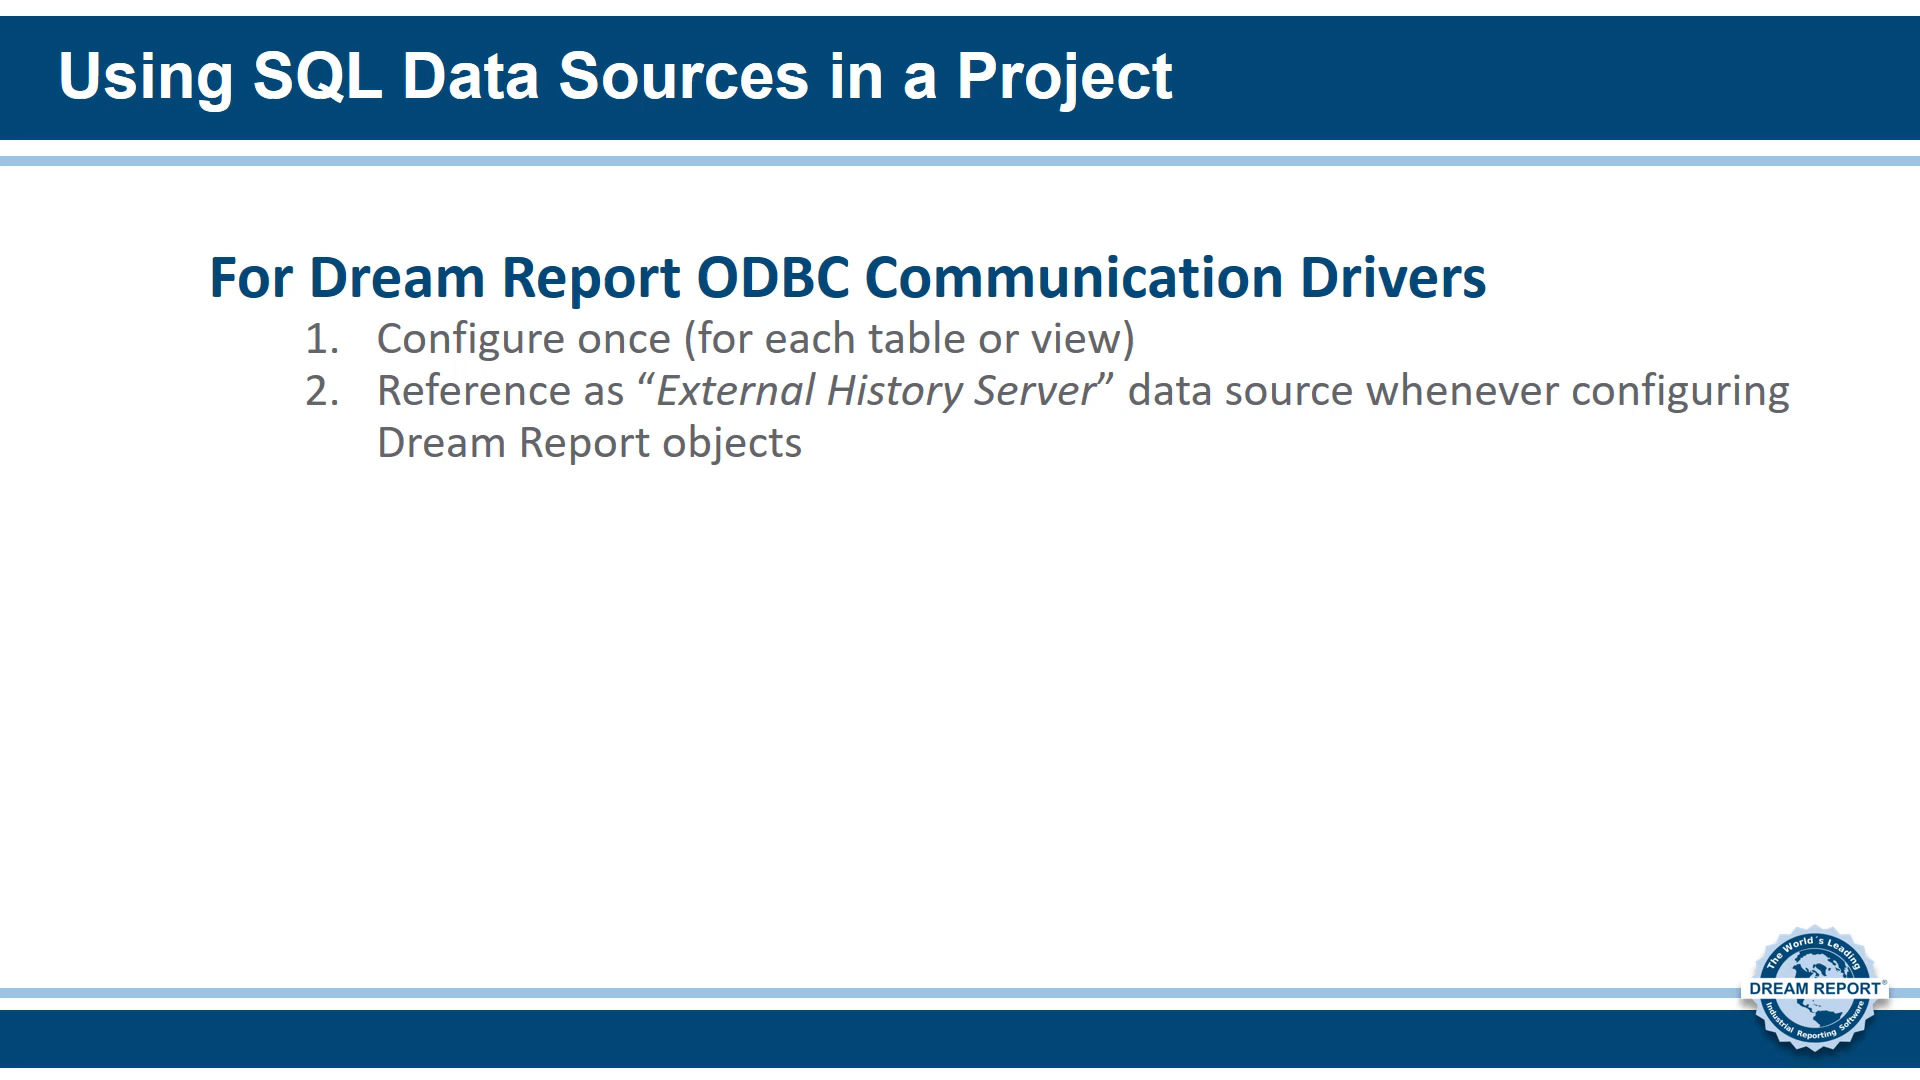 Using SQL Data Sources in a Project
For Dream Report ODBC Communication Drivers
1. Configure once (for each table or view)
2. Reference as “External History Server” data source whenever configuring
Dream Report objects
The World's Leading
DREAM REPORT®
Industrial Reporting Software